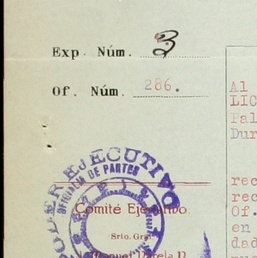 Exp. Núm. 3
Of. Núm. 286.
Al
LIC
Pal
Dur
PODER EJECUTIVO
OFICIALIA DE PARTES
Comité Ejecutivo:
Srio. Gral.
rec
rec
Of.
en
dad